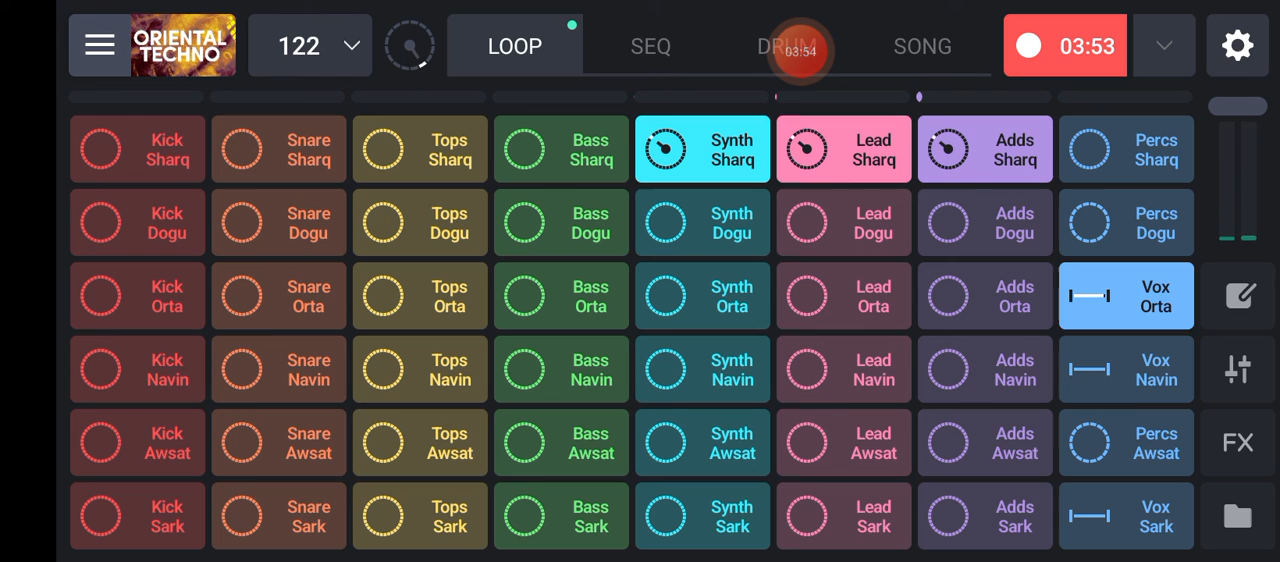 ORIENTAL
TECHNO
122
LOOP
SEQ
DRUM
03:54
SONG
03:53
Kick
Sharq
Snare
Sharq
Tops
Sharq
Bass
Sharq
Synth
Sharq
Lead
Sharq
Adds
Sharq
Percs
Sharq
Kick
Dogu
Snare
Dogu
Tops
Dogu
Bass
Dogu
Synth
Dogu
Lead
Dogu
Adds
Dogu
Percs
Dogu
Kick
Orta
Snare
Orta
Tops
Orta
Bass
Orta
Synth
Orta
Lead
Orta
Adds
Orta
Vox
Orta
Kick
Navin
Snare
Navin
Tops
Navin
Bass
Navin
Synth
Navin
Lead
Navin
Adds
Navin
Vox
Navin
Kick
Awsat
Snare
Awsat
Tops
Awsat
Bass
Awsat
Synth
Awsat
Lead
Awsat
Adds
Awsat
Percs
Awsat
FX
Kick
Sark
Snare
Sark
Tops
Sark
Bass
Sark
Synth
Sark
Lead
Sark
Adds
Sark
Vox
Sark